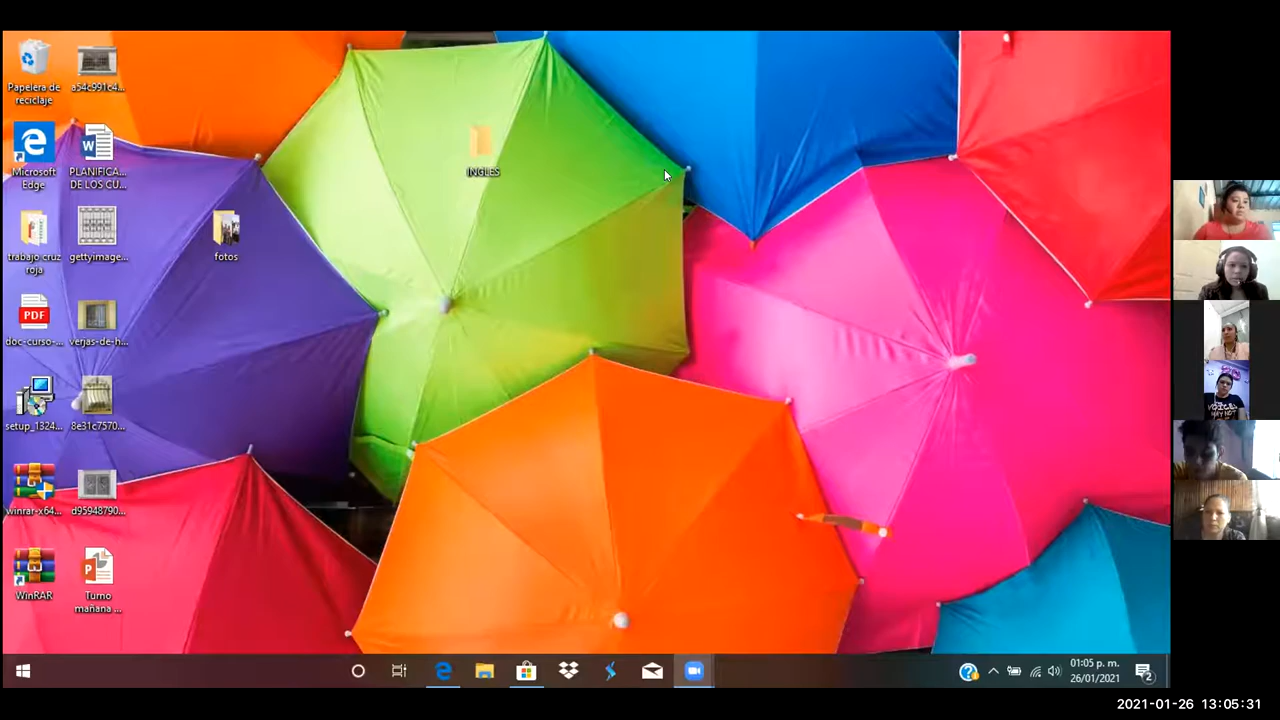 Papelera de
reciclaje
a54c991c4...
Microsoft
Edge
PLANIFICA...
DE LOS CU...
INGLES
trabajo cruz
roja
gettyimage...
fotos
PDF
doc-curso-...
verjas-de-h...
setup_1324...
8e31c7570...
winrar-x64...
d95948790...
WinRAR
Turno
mañana ...
01:05 p. m.
26/01/2021
2
2021-01-26 13:05:31